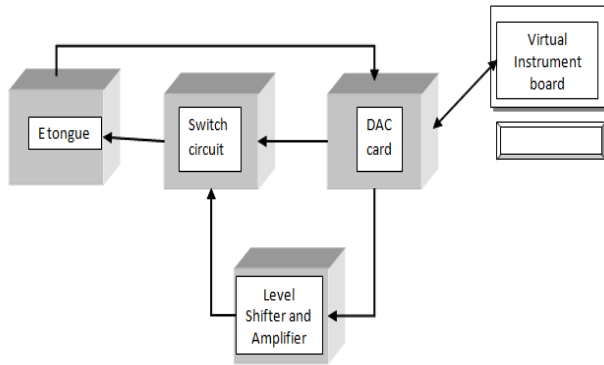 Virtual
Instrument
board
E tongue
Switch
circuit
DAC
card
Level
Shifter and
Amplifier